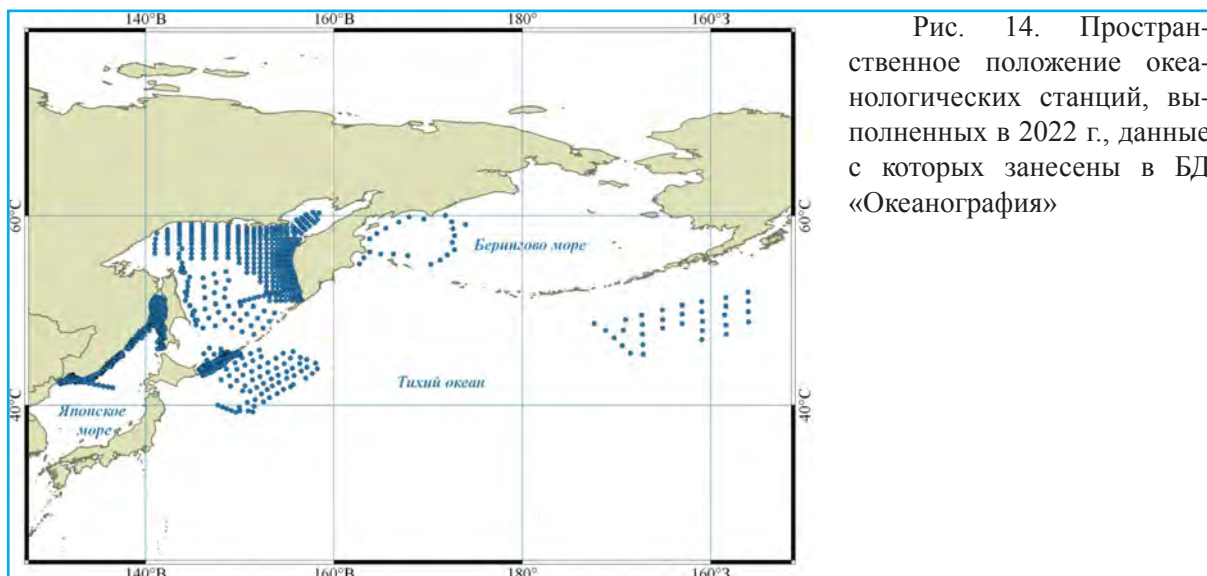 140°В 160°В 180° 160°З
60°С 60°С
Берингово море
Тихий океан
40°С 40°С
Японское
море
140°В 160°В 180° 160°З
Рис. 14. Простран-
ственное положение океа-
нологических станций, вы-
полненных в 2022 г., данные
с которых занесены в БД
«Океанография»